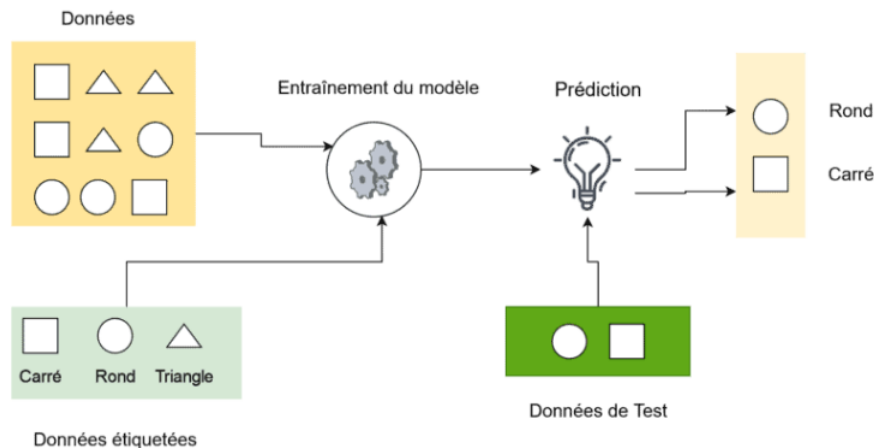 Données
Entraînement du modèle
Prédiction
Rond
Carré
Carré
Rond
Triangle
Données étiquetées
Données de Test